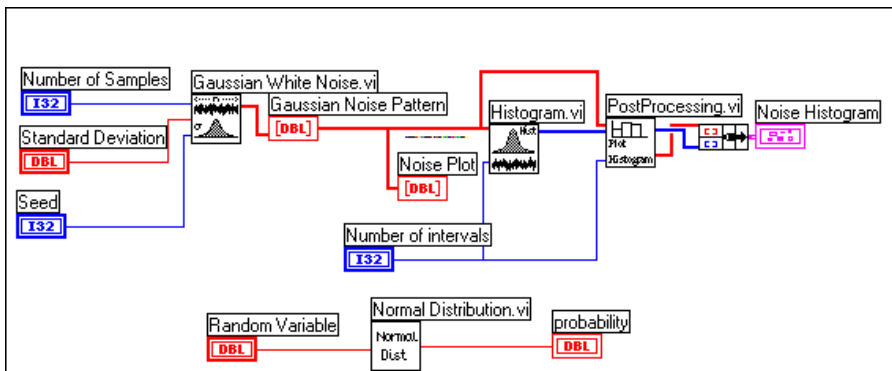 Number of Samples
I32
Gaussian White Noise.vi
σ
Gaussian Noise Pattern
[DBL]
Standard Deviation
DBL
Noise Plot
[DBL]
Seed
I32
Histogram.vi
Hist
PostProcessing.vi
Plot
Histogram
Noise Histogram
Number of intervals
I32
Random Variable
DBL
Normal Distribution.vi
Normal
Dist.
probability
DBL